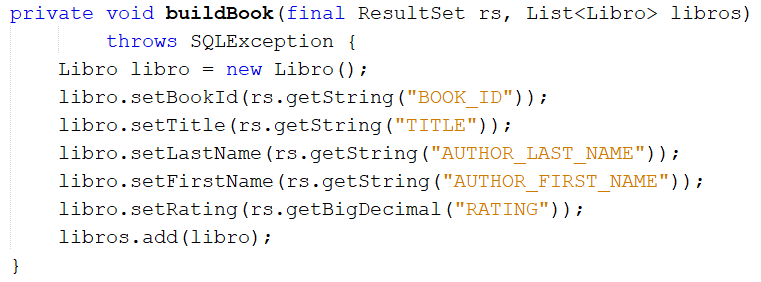 private void buildBook(final ResultSet rs, List<Libro> libros)
        throws SQLException {
    Libro libro = new Libro();
    libro.setBookId(rs.getString("BOOK_ID"));
    libro.setTitle(rs.getString("TITLE"));
    libro.setLastName(rs.getString("AUTHOR_LAST_NAME"));
    libro.setFirstName(rs.getString("AUTHOR_FIRST_NAME"));
    libro.setRating(rs.getBigDecimal("RATING"));
    libros.add(libro);
}